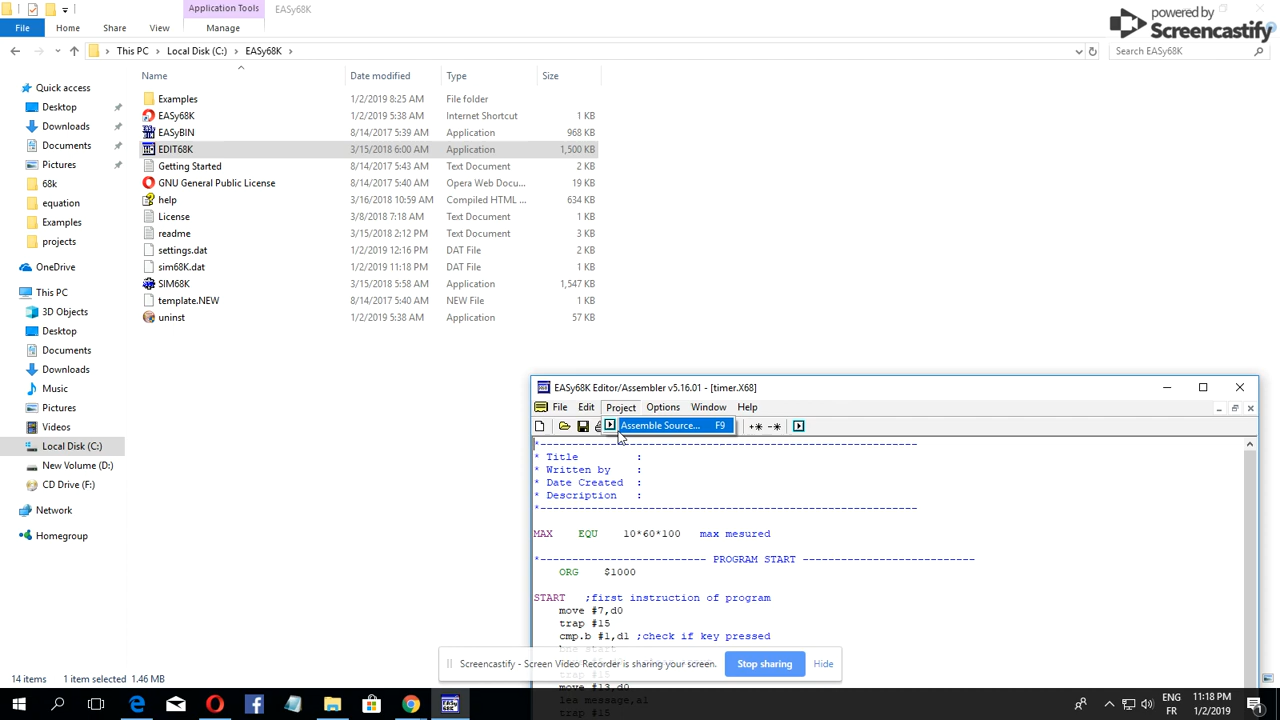 Application Tools
EASy68K
File
Home
Share
View
Manage
This PC
Local Disk (C:)
EASy68K
Search EASy68K
powered by
Screencastify
Name
Date modified
Type
Size
Quick access
Desktop
Downloads
Documents
Pictures
68k
equation
Examples
projects
OneDrive
This PC
3D Objects
Desktop
Documents
Downloads
Music
Pictures
Videos
Local Disk (C:)
New Volume (D:)
CD Drive (F:)
Network
Homegroup
Examples 1/2/2019 8:25 AM File folder
EASy68K 1/2/2019 5:38 AM Internet Shortcut 1 KB
EASyBIN 8/14/2017 5:39 AM Application 968 KB
EDIT68K 3/15/2018 6:00 AM Application 1,500 KB
Getting Started 8/14/2017 5:43 AM Text Document 2 KB
GNU General Public License 8/14/2017 5:40 AM Opera Web Docu... 19 KB
help 3/16/2018 10:59 AM Compiled HTML ... 634 KB
License 3/8/2018 7:18 AM Text Document 1 KB
readme 3/15/2018 2:12 PM Text Document 3 KB
settings.dat 1/2/2019 12:16 PM DAT File 2 KB
sim68K.dat 1/2/2019 11:18 PM DAT File 1 KB
SIM68K 3/15/2018 5:58 AM Application 1,547 KB
template.NEW 8/14/2017 5:40 AM NEW File 1 KB
uninst 1/2/2019 5:38 AM Application 57 KB
EASy68K Editor/Assembler v5.16.01 - [timer.X68]
File Edit Project Options Window Help
Assemble Source... F9
*-----------------------------------------------------------
* Title :
* Written by :
* Date Created :
* Description :
*-----------------------------------------------------------
MAX EQU 10*60*100 max mesured
*-------------------------- PROGRAM START ---------------------------
ORG $1000
START ;first instruction of program
move #7,d0
trap #15
cmp.b #1,d1 ;check if key pressed
move #13,d0
lea message,a1
trap #15
Screencastify - Screen Video Recorder is sharing your screen.
Stop sharing
Hide
14 items 1 item selected 1.46 MB
ENG
FR
11:18 PM
1/2/2019